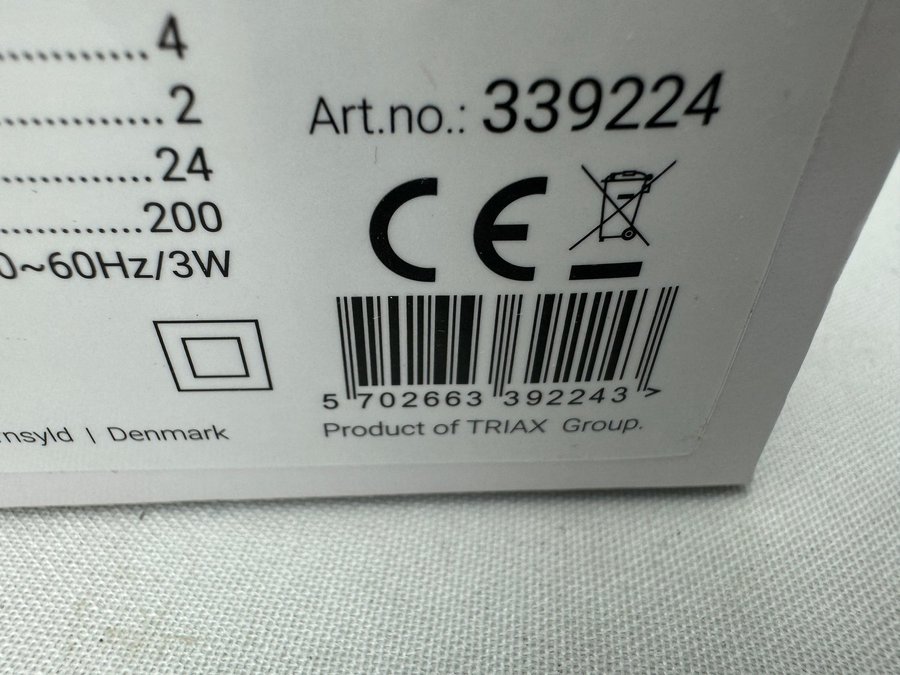 ....................4
....................2
....................24
....................200
0~60Hz/3W
Art.no.: 339224
CE
5 702663 392243 >
nsyld | Denmark
Product of TRIAX Group.